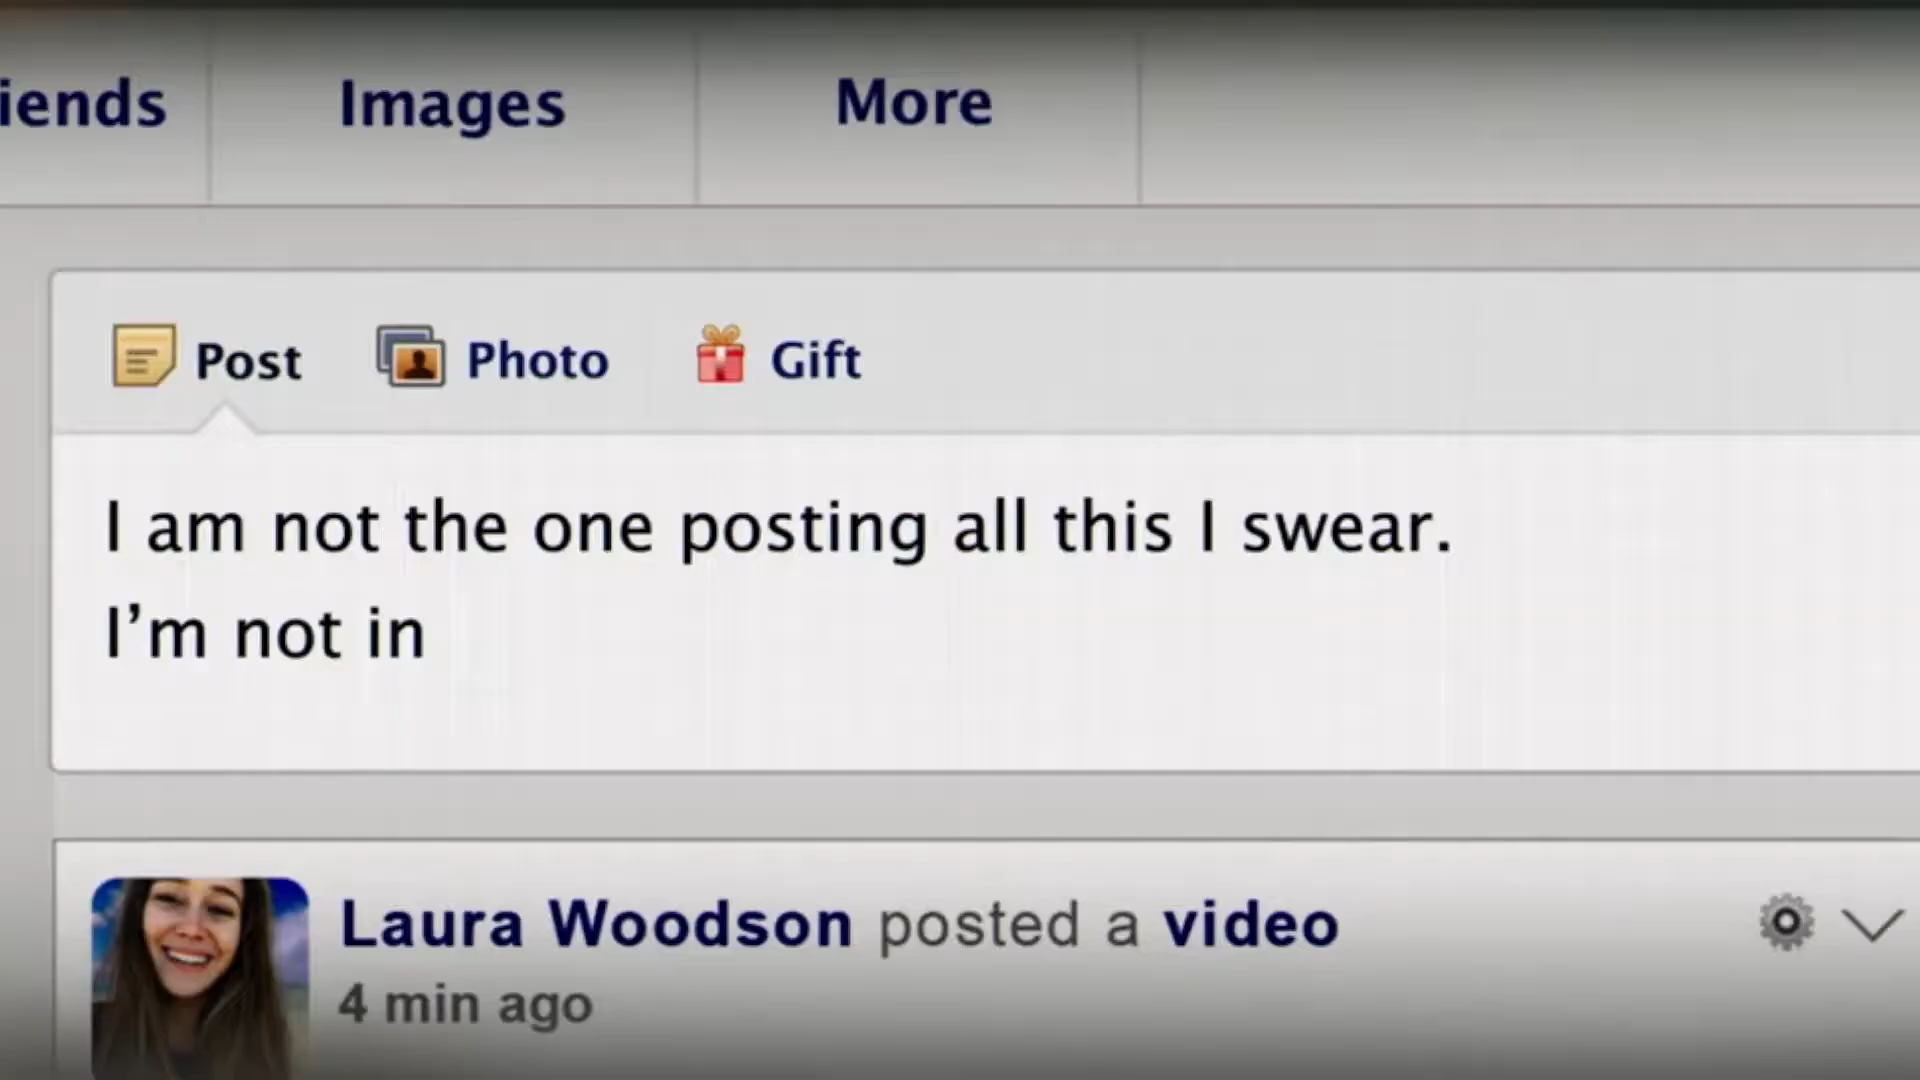 Images
More
Post
Photo
Gift
I am not the one posting all this I swear.
I’m not in
Laura Woodson posted a video
4 min ago